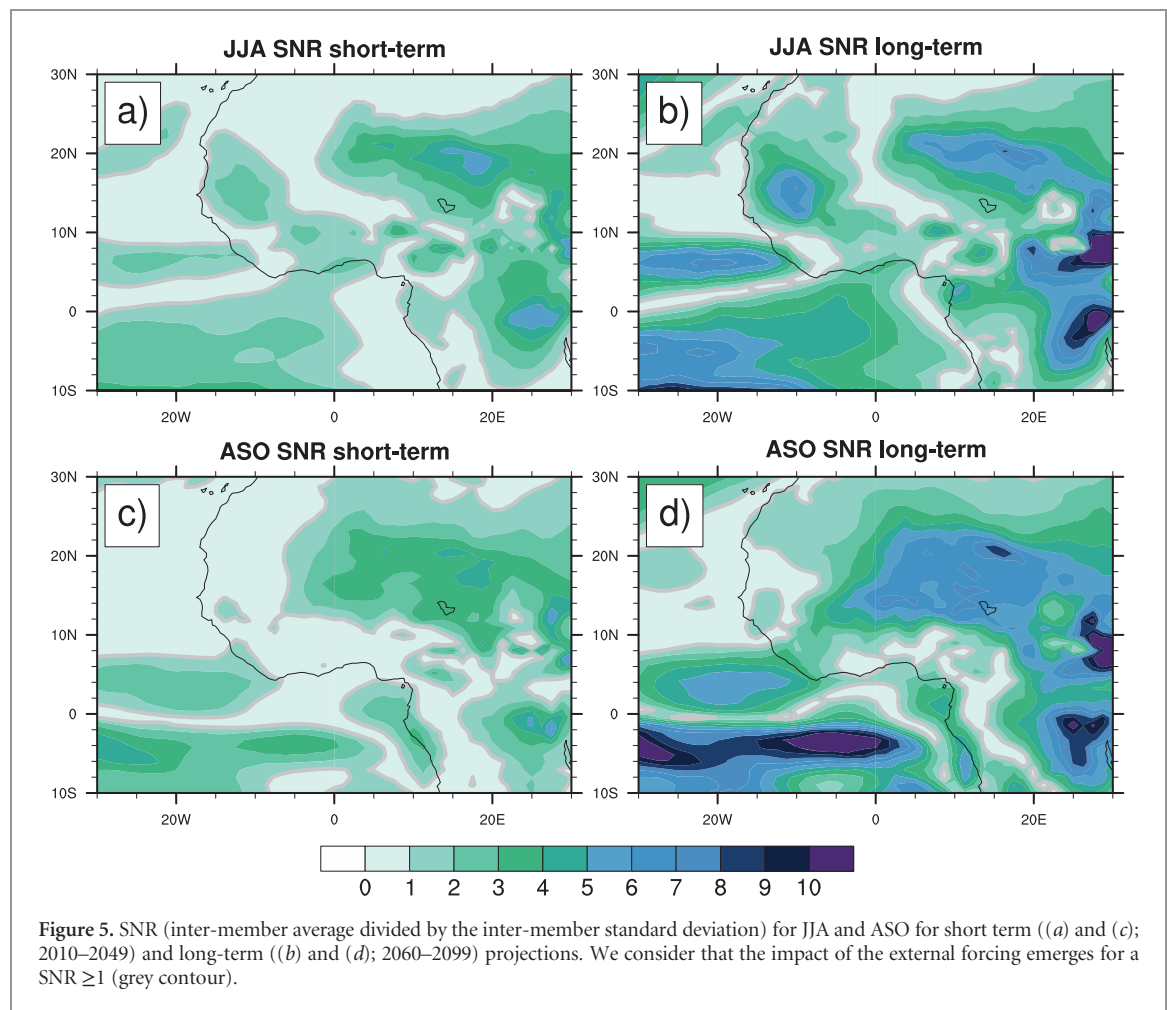 JJA SNR short-term
JJA SNR long-term
30N
20N
10N
0
10S
a)
20W
0
20E
30N
20N
10N
0
10S
b)
20W
0
20E
ASO SNR short-term
ASO SNR long-term
30N
20N
10N
0
10S
c)
20W
0
20E
30N
20N
10N
0
10S
d)
20W
0
20E
0 1 2 3 4 5 6 7 8 9 10
Figure 5. SNR (inter-member average divided by the inter-member standard deviation) for JJA and ASO for short term ((a) and (c);
2010–2049) and long-term ((b) and (d); 2060–2099) projections. We consider that the impact of the external forcing emerges for a
SNR ≥1 (grey contour).